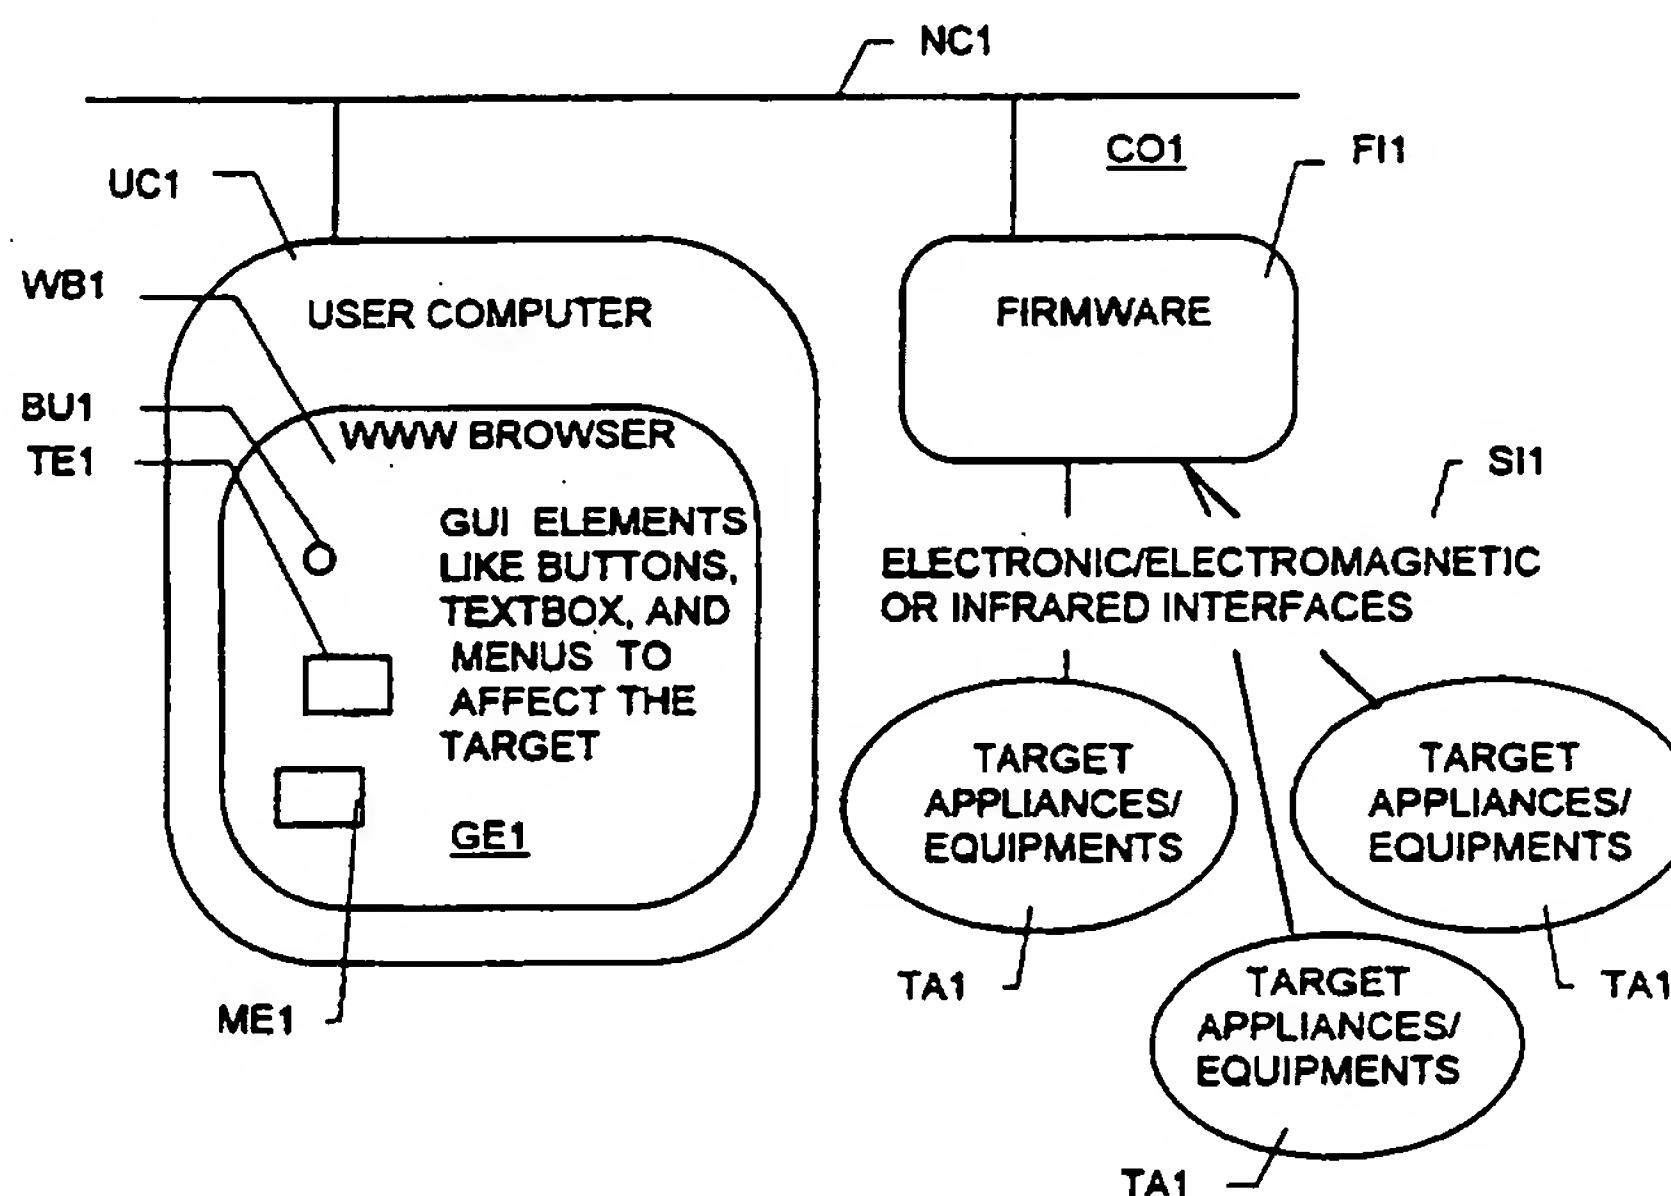 NC1
CO1
FI1
UC1
WB1
USER COMPUTER
FIRMWARE
BU1
WWW BROWSER
TE1
SI1
GUI ELEMENTS
LIKE BUTTONS,
TEXTBOX, AND
MENUS TO
AFFECT THE
TARGET
GE1
ME1
ELECTRONIC/ELECTROMAGNETIC
OR INFRARED INTERFACES
TARGET
APPLIANCES/
EQUIPMENTS
TA1
TARGET
APPLIANCES/
EQUIPMENTS
TA1
TARGET
APPLIANCES/
EQUIPMENTS
TA1